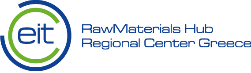 eit RawMaterials Hub
Regional Center Greece